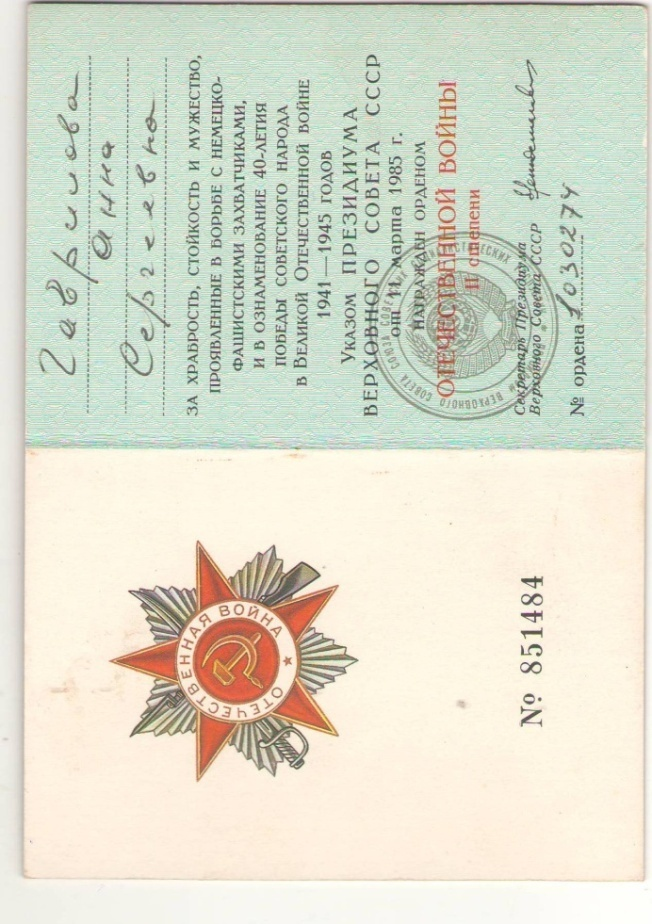 Гаврилова
Анна
Сергеевна
ЗА ХРАБРОСТЬ, СТОЙКОСТЬ И МУЖЕСТВО,
ПРОЯВЛЕННЫЕ В БОРЬБЕ С НЕМЕЦКО-
ФАШИСТСКИМИ ЗАХВАТЧИКАМИ,
И В ОЗНАМЕНОВАНИЕ 40-ЛЕТИЯ
ПОБЕДЫ СОВЕТСКОГО НАРОДА
В ВЕЛИКОЙ ОТЕЧЕСТВЕННОЙ ВОЙНЕ
1941—1945 ГОДОВ
УКАЗОМ ПРЕЗИДИУМА
ВЕРХОВНОГО СОВЕТА СССР
от 11 марта 1985 г.
НАГРАЖДЕН ОРДЕНОМ
ОТЕЧЕСТВЕННОЙ ВОЙНЫ
II степени
Секретарь Президиума
Верховного Совета СССР
№ ордена 1030274
ОТЕЧЕСТВЕННАЯ ВОЙНА
№ 851484